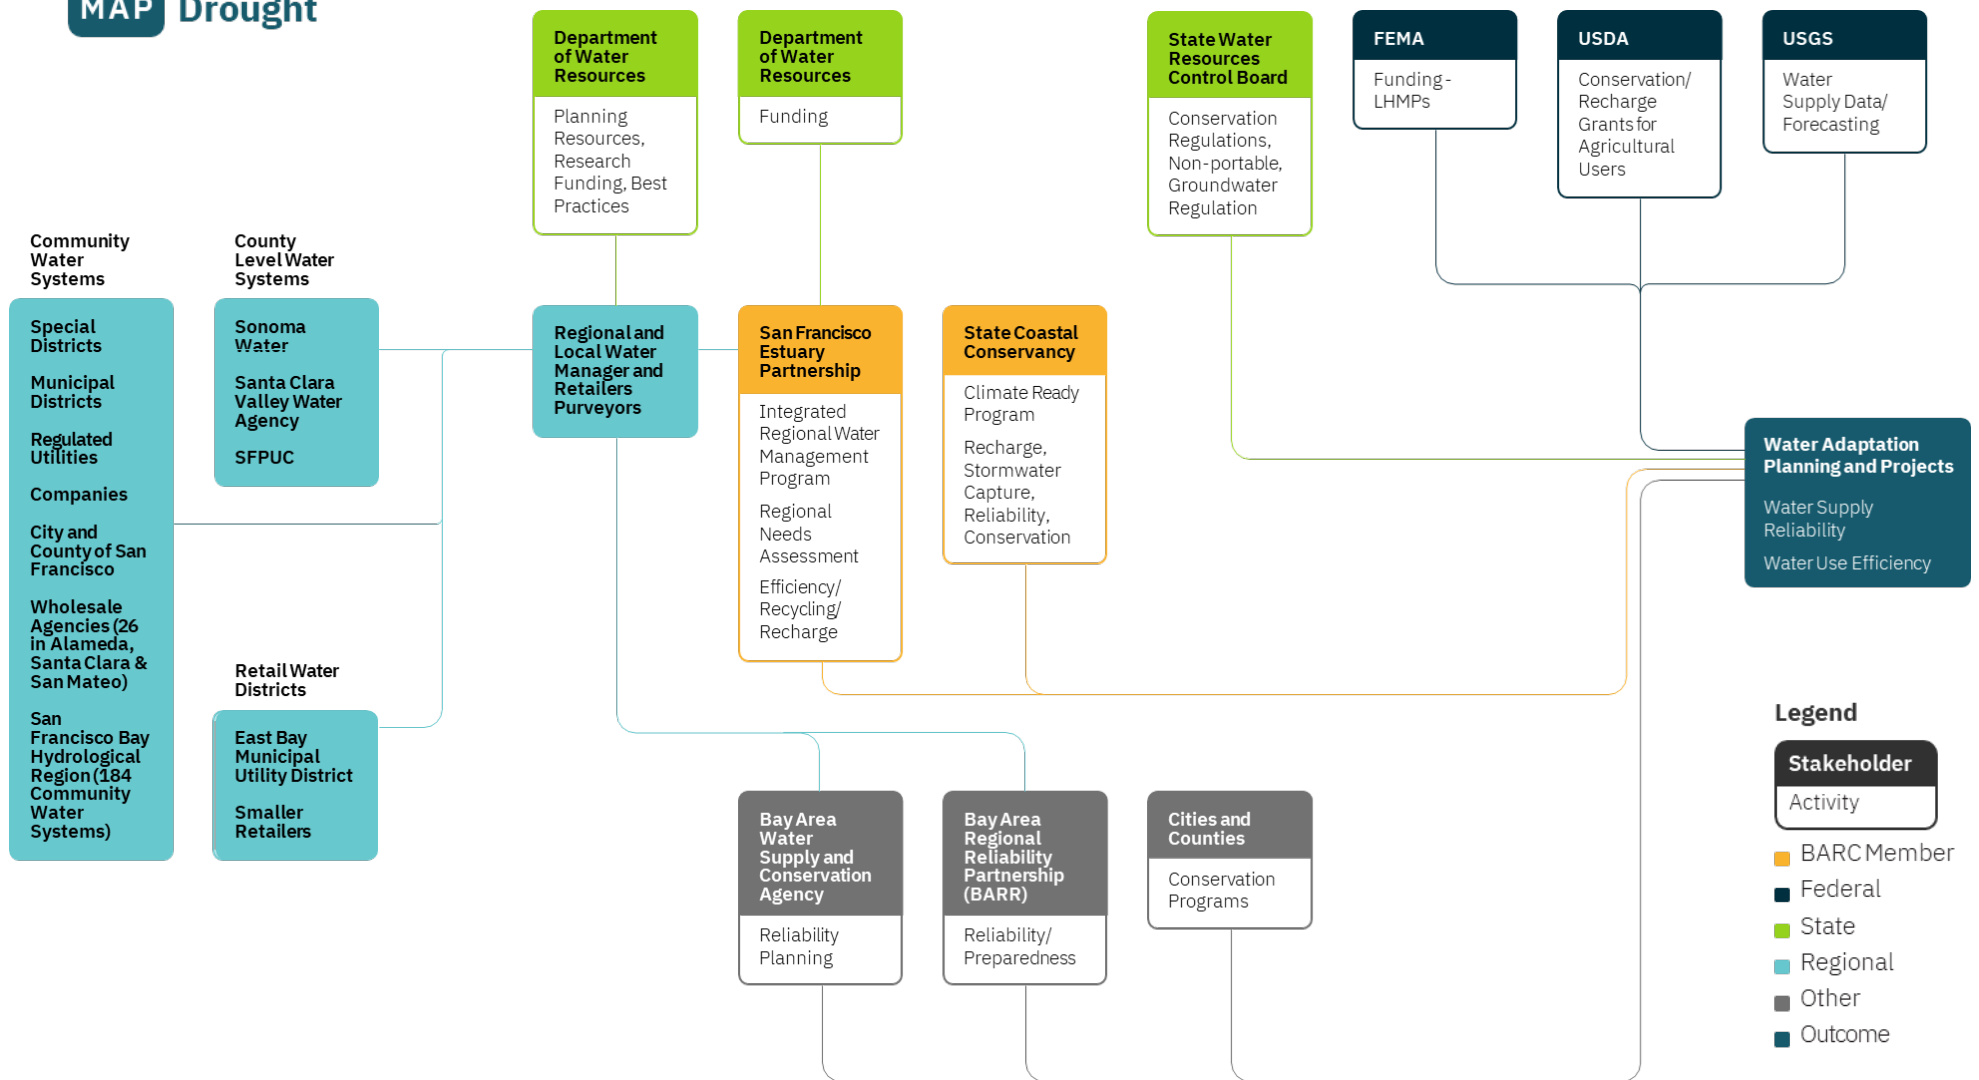 MAP Drought
Department
of Water
Resources
Planning
Resources,
Research
Funding, Best
Practices
Department
of Water
Resources
Funding
State Water
Resources
Control Board
Conservation
Regulations,
Non-portable,
Groundwater
Regulation
FEMA
Funding -
LHMPs
USDA
Conservation/
Recharge
Grants for
Agricultural
Users
USGS
Water
Supply Data/
Forecasting
Community
Water
Systems
Special
Districts
Municipal
Districts
Regulated
Utilities
Companies
City and
County of San
Francisco
Wholesale
Agencies (26
in Alameda,
Santa Clara &
San Mateo)
San
Francisco Bay
Hydrological
Region (184
Community
Water
Systems)
County
Level Water
Systems
Sonoma
Water
Santa Clara
Valley Water
Agency
SFPUC
Retail Water
Districts
East Bay
Municipal
Utility District
Smaller
Retailers
Regional and
Local Water
Manager and
Retailers
Purveyors
San Francisco
Estuary
Partnership
Integrated
Regional Water
Management
Program
Regional
Needs
Assessment
Efficiency/
Recycling/
Recharge
State Coastal
Conservancy
Climate Ready
Program
Recharge,
Stormwater
Capture,
Reliability,
Conservation
Water Adaptation
Planning and Projects
Water Supply
Reliability
Water Use Efficiency
Bay Area
Water
Supply and
Conservation
Agency
Reliability
Planning
Bay Area
Regional
Reliability
Partnership
(BARR)
Reliability/
Preparedness
Cities and
Counties
Conservation
Programs
Legend
Stakeholder
Activity
BARC Member
Federal
State
Regional
Other
Outcome